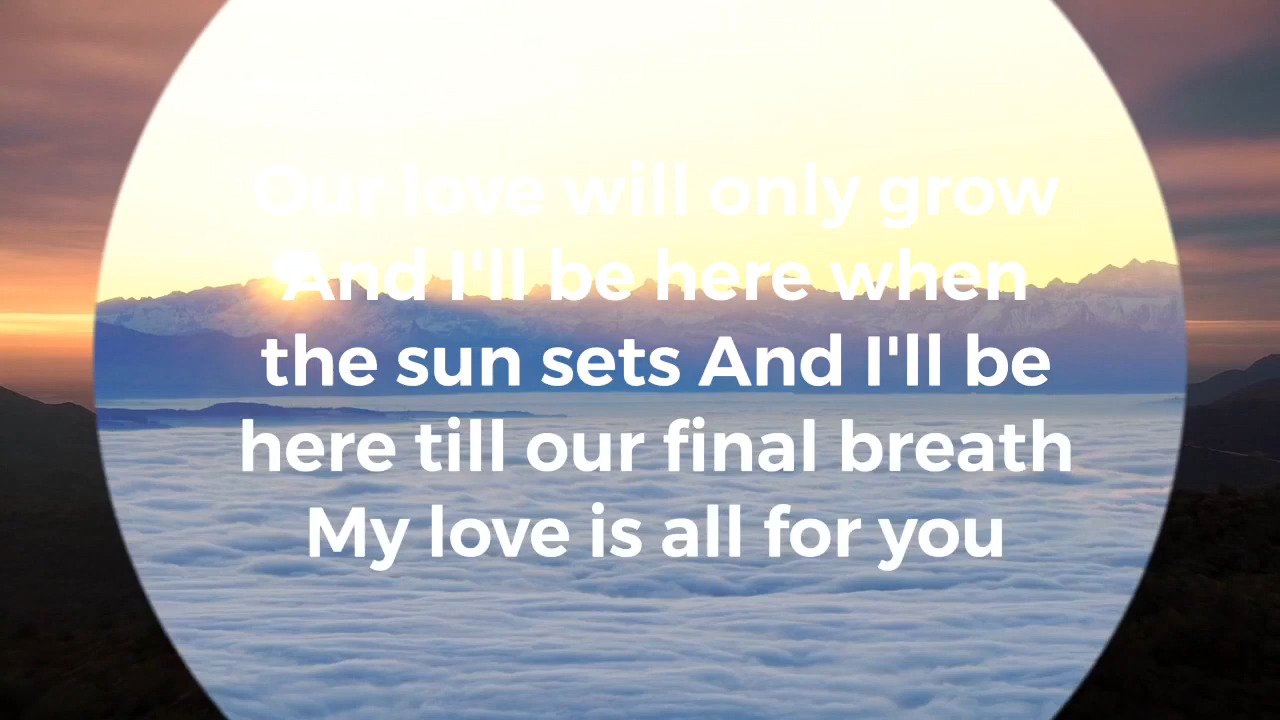 Our love will only grow
And I'll be here when
the sun sets And I'll be
here till our final breath
My love is all for you